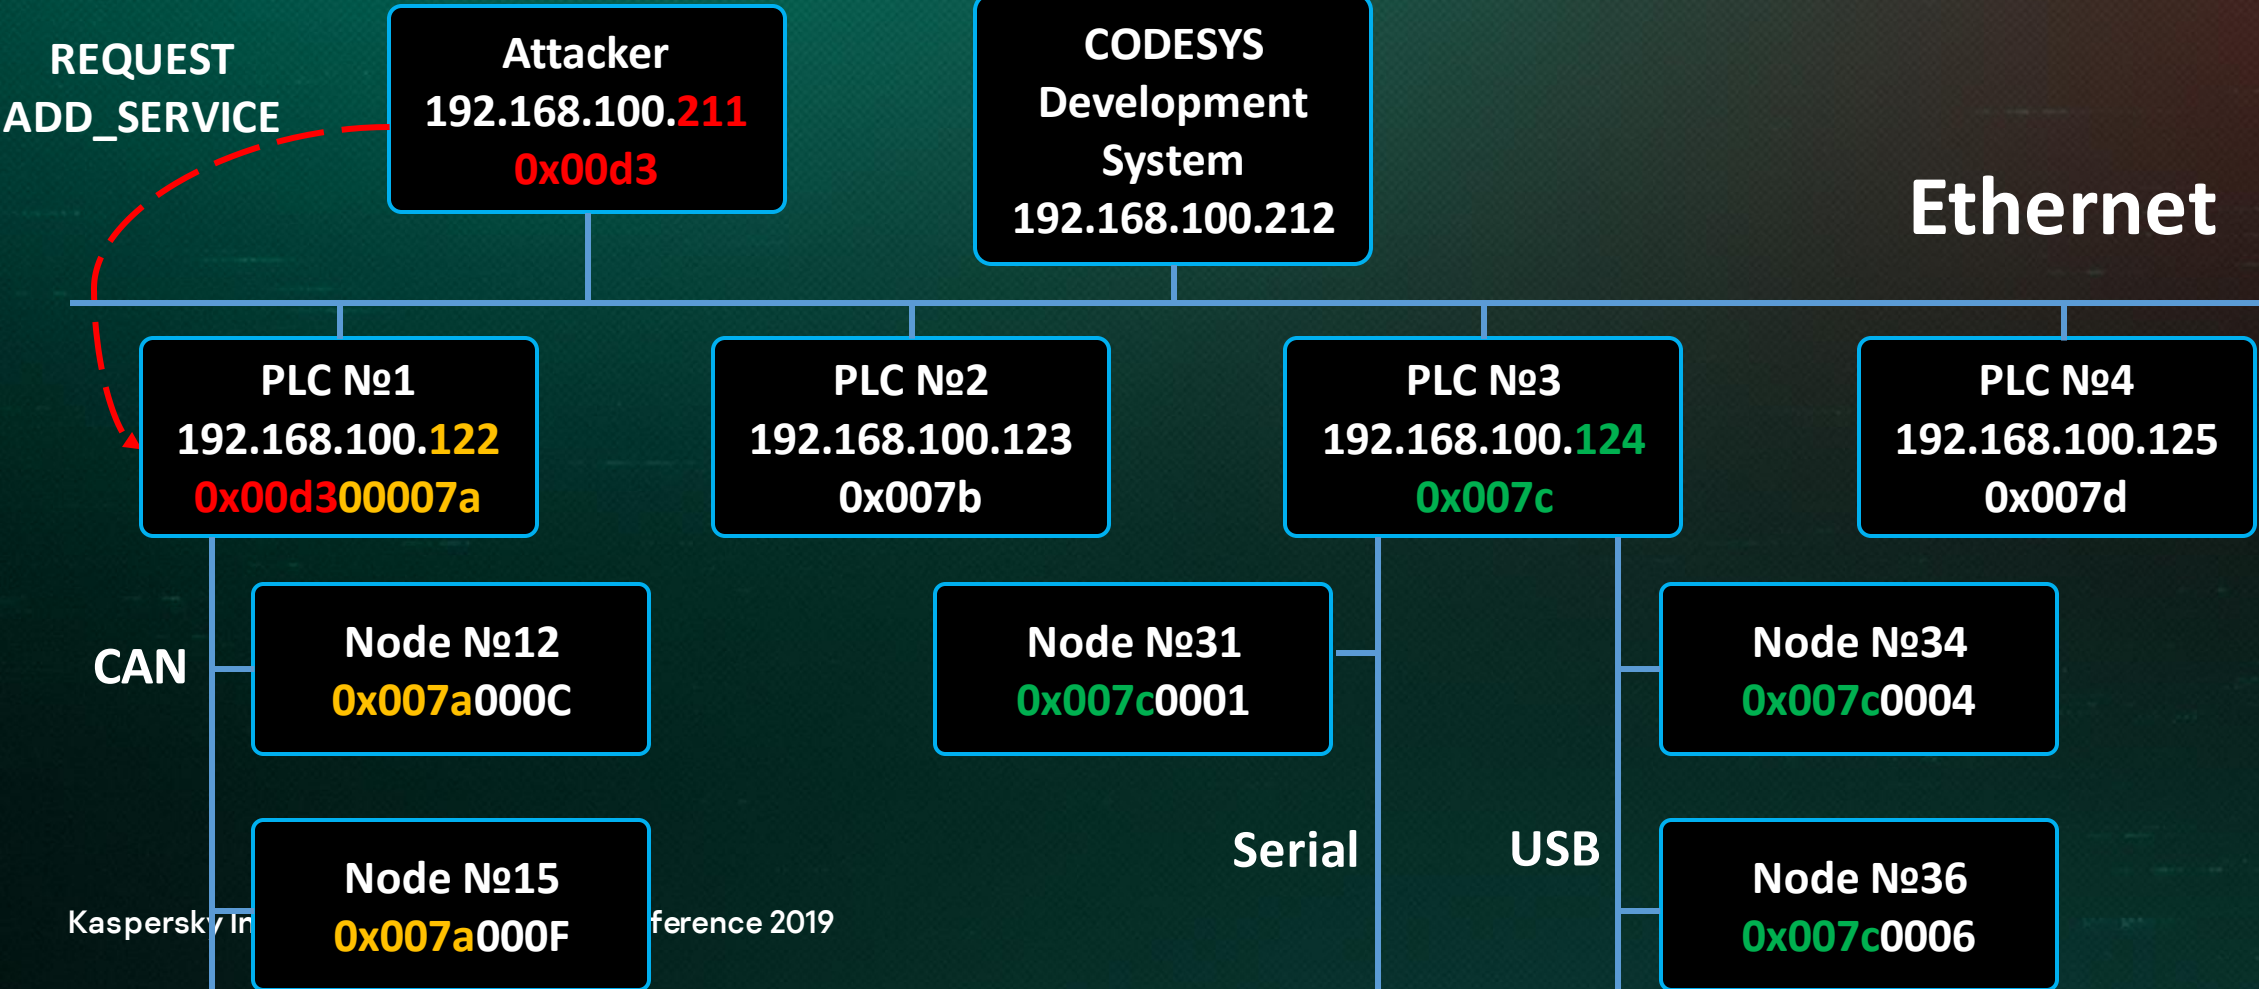 REQUEST
ADD_SERVICE
Attacker
192.168.100.211
0x00d3
CODESYS
Development
System
192.168.100.212
Ethernet
PLC №1
192.168.100.122
0x00d300007a
PLC №2
192.168.100.123
0x007b
PLC №3
192.168.100.124
0x007c
PLC №4
192.168.100.125
0x007d
CAN
Node №12
0x007a000C
Node №31
0x007c0001
Node №34
0x007c0004
Serial
USB
Node №15
0x007a000F
Node №36
0x007c0006
Kaspersky In
ference 2019